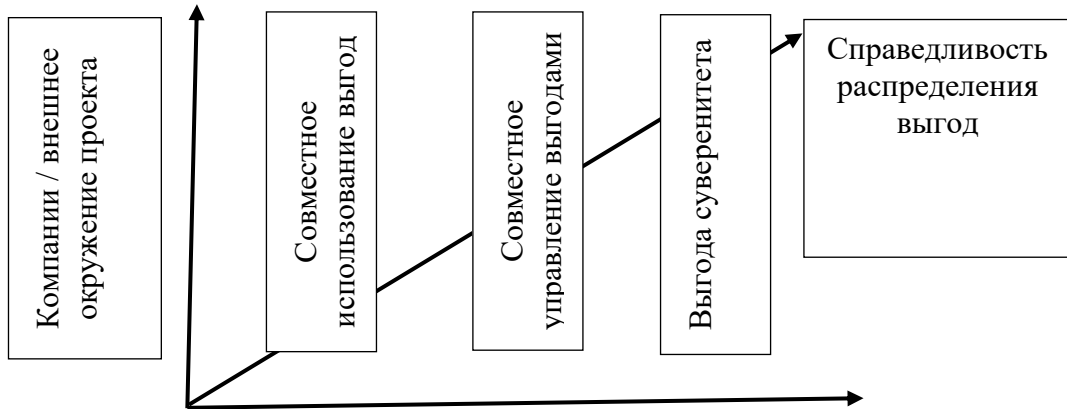 Компании / внешнее
окружение проекта
Совместное
использование выгод
Совместное
управление выгодами
Выгода суверенитета
Справедливость
распределения
выгод